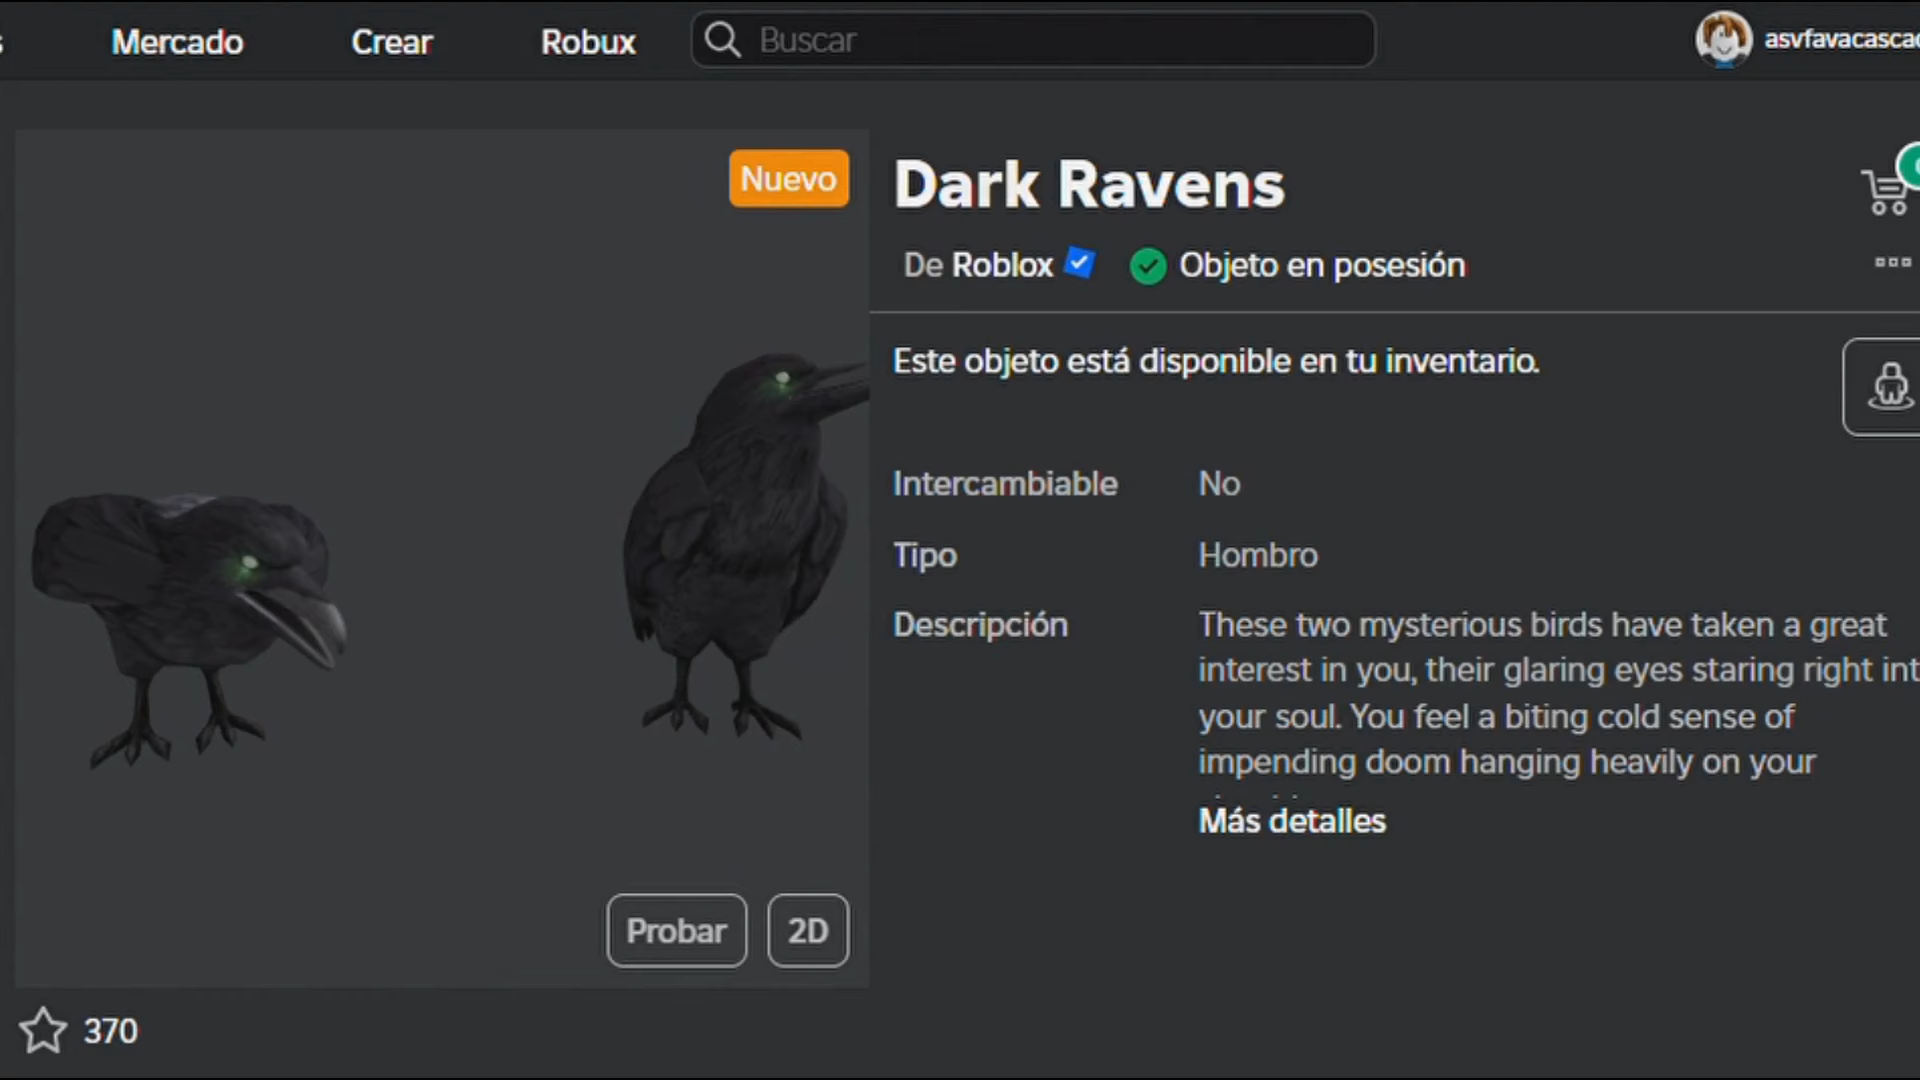 Mercado Crear Robux Buscar
Nuevo
Dark Ravens
De Roblox Objeto en posesión
Este objeto está disponible en tu inventario.
Intercambiable No
Tipo Hombro
Descripción These two mysterious birds have taken a great
interest in you, their glaring eyes staring right
your soul. You feel a biting cold sense of
impending doom hanging heavily on your
Más detalles
Probar 2D
370